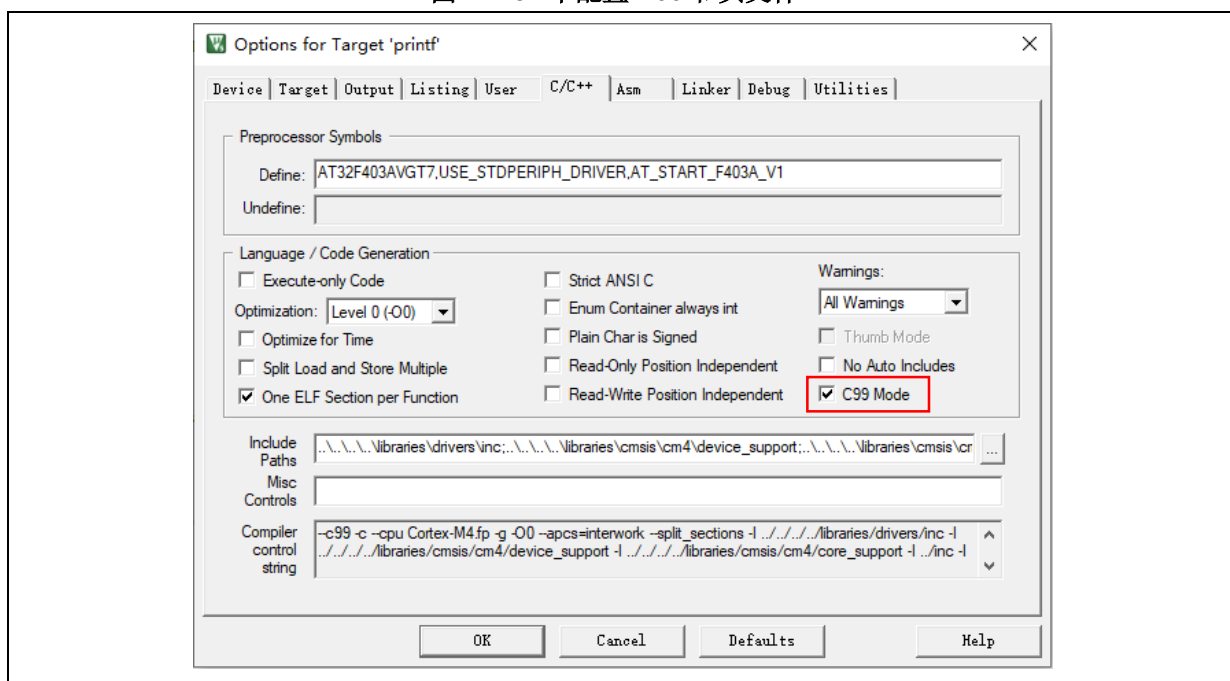 Options for Target 'printf'
Device Target Output Listing User C/C++ Asm Linker Debug Utilities
Preprocessor Symbols
Define: AT32F403AVGT7,USE_STDPERIPH_DRIVER,AT_START_F403A_V1
Undefine:
Language / Code Generation
Execute-only Code
Optimization: Level 0 (-O0)
Optimize for Time
Split Load and Store Multiple
One ELF Section per Function
Strict ANSI C
Enum Container always int
Plain Char is Signed
Read-Only Position Independent
Read-Write Position Independent
Warnings:
All Warnings
Thumb Mode
No Auto Includes
C99 Mode
Include
Paths
..\..\..\..\libraries\drivers\inc;..\..\..\..\libraries\cmsis\cm4\device_support;..\..\..\..\libraries\cmsis\cr
...
Misc
Controls
Compiler
control
string
--c99 -c --cpu Cortex-M4.fp -g -O0 --apcs=interwork --split_sections -I ../../../../libraries/drivers/inc -I
../../../../libraries/cmsis/cm4/device_support -I ../../../../libraries/cmsis/cm4/core_support -I ../inc -I
OK Cancel Defaults Help